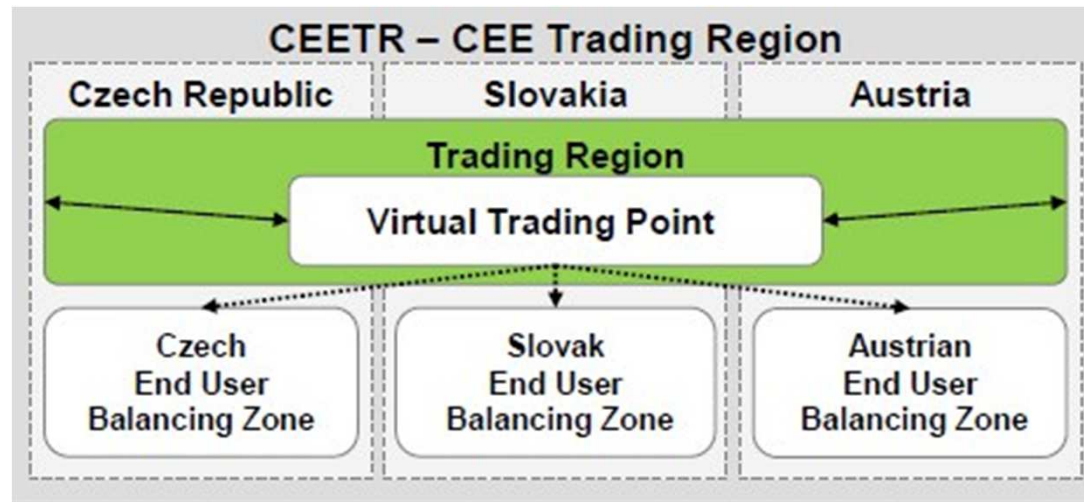 CEETR – CEE Trading Region
Czech Republic
Slovakia
Austria
Trading Region
Virtual Trading Point
Czech
End User
Balancing Zone
Slovak
End User
Balancing Zone
Austrian
End User
Balancing Zone